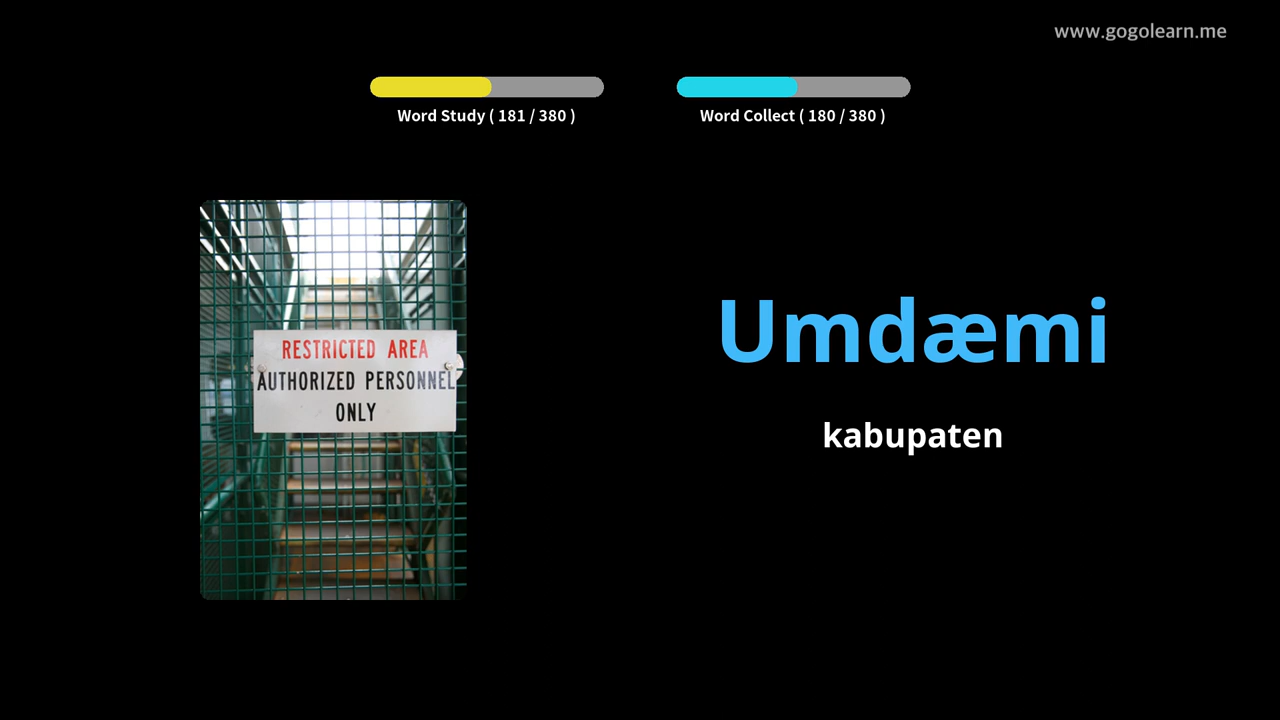 www.gogolearn.me
Word Study ( 181 / 380 )
Word Collect ( 180 / 380 )
RESTRICTED AREA
AUTHORIZED PERSONNEL
ONLY
Umdæmi
kabupaten